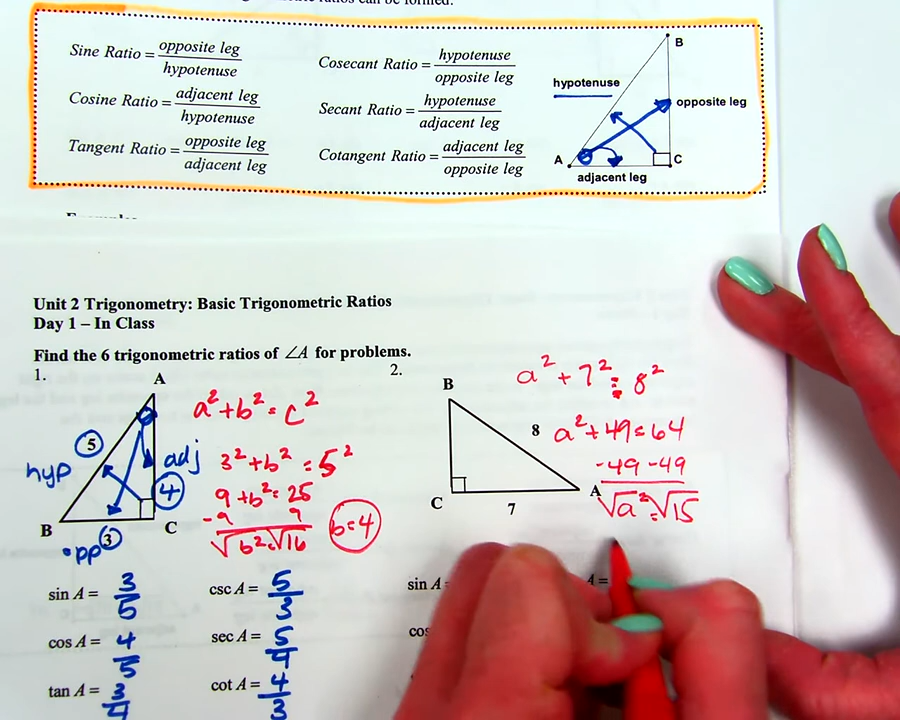 ratios can be formed.
Sine Ratio = opposite leg / hypotenuse
Cosecant Ratio = hypotenuse / opposite leg
Cosine Ratio = adjacent leg / hypotenuse
Secant Ratio = hypotenuse / adjacent leg
Tangent Ratio = opposite leg / adjacent leg
Cotangent Ratio = adjacent leg / opposite leg
B
hypotenuse
opposite leg
A
C
adjacent leg
Unit 2 Trigonometry: Basic Trigonometric Ratios
Day 1 – In Class
Find the 6 trigonometric ratios of ∠A for problems.
1.
A
B
C
hyp
5
adj
4
opp
3
a² + b² = c²
3² + b² = 5²
9 + b² = 25
-9 9
√b² = √16
b = 4
sin A = 3/5
csc A = 5/3
cos A = 4/5
sec A = 5/4
tan A = 3/4
cot A = 4/3
2.
B
8
A
C
7
a² + 7² = 8²
a² + 49 = 64
-49 -49
√a² = √15
sin A =
A =
cos